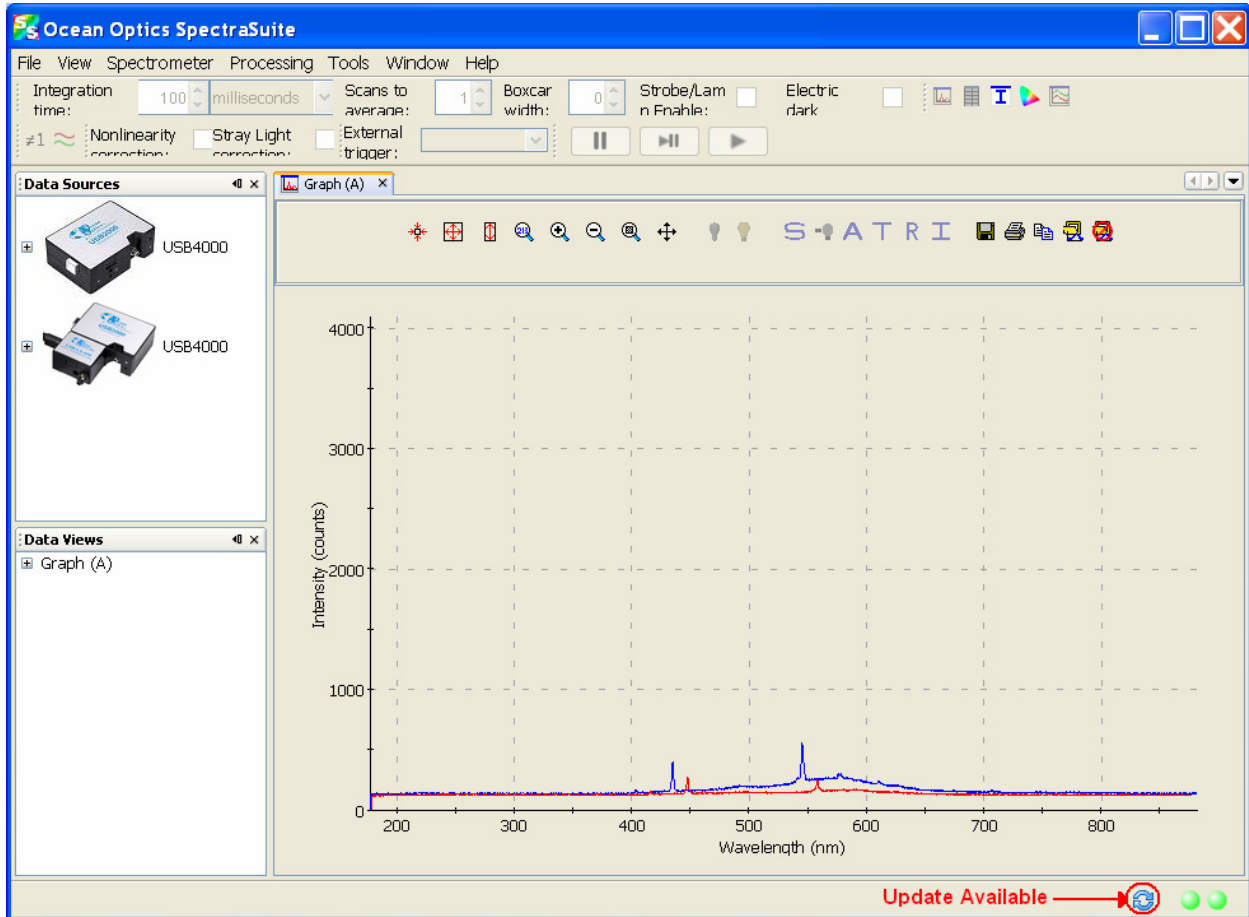 Ocean Optics SpectraSuite
File View Spectrometer Processing Tools Window Help
Integration time: 100 milliseconds Scans to average: 1 Boxcar width: 0 Strobe/Lam n Enable: Electric dark
≠1 Nonlinearity correction: Stray Light correction: External trigger:
Data Sources
USB4000
USB4000
Data Views
Graph (A)
Graph (A)
S A T R I
Intensity (counts)
4000
3000
2000
1000
0
200 300 400 500 600 700 800
Wavelength (nm)
Update Available